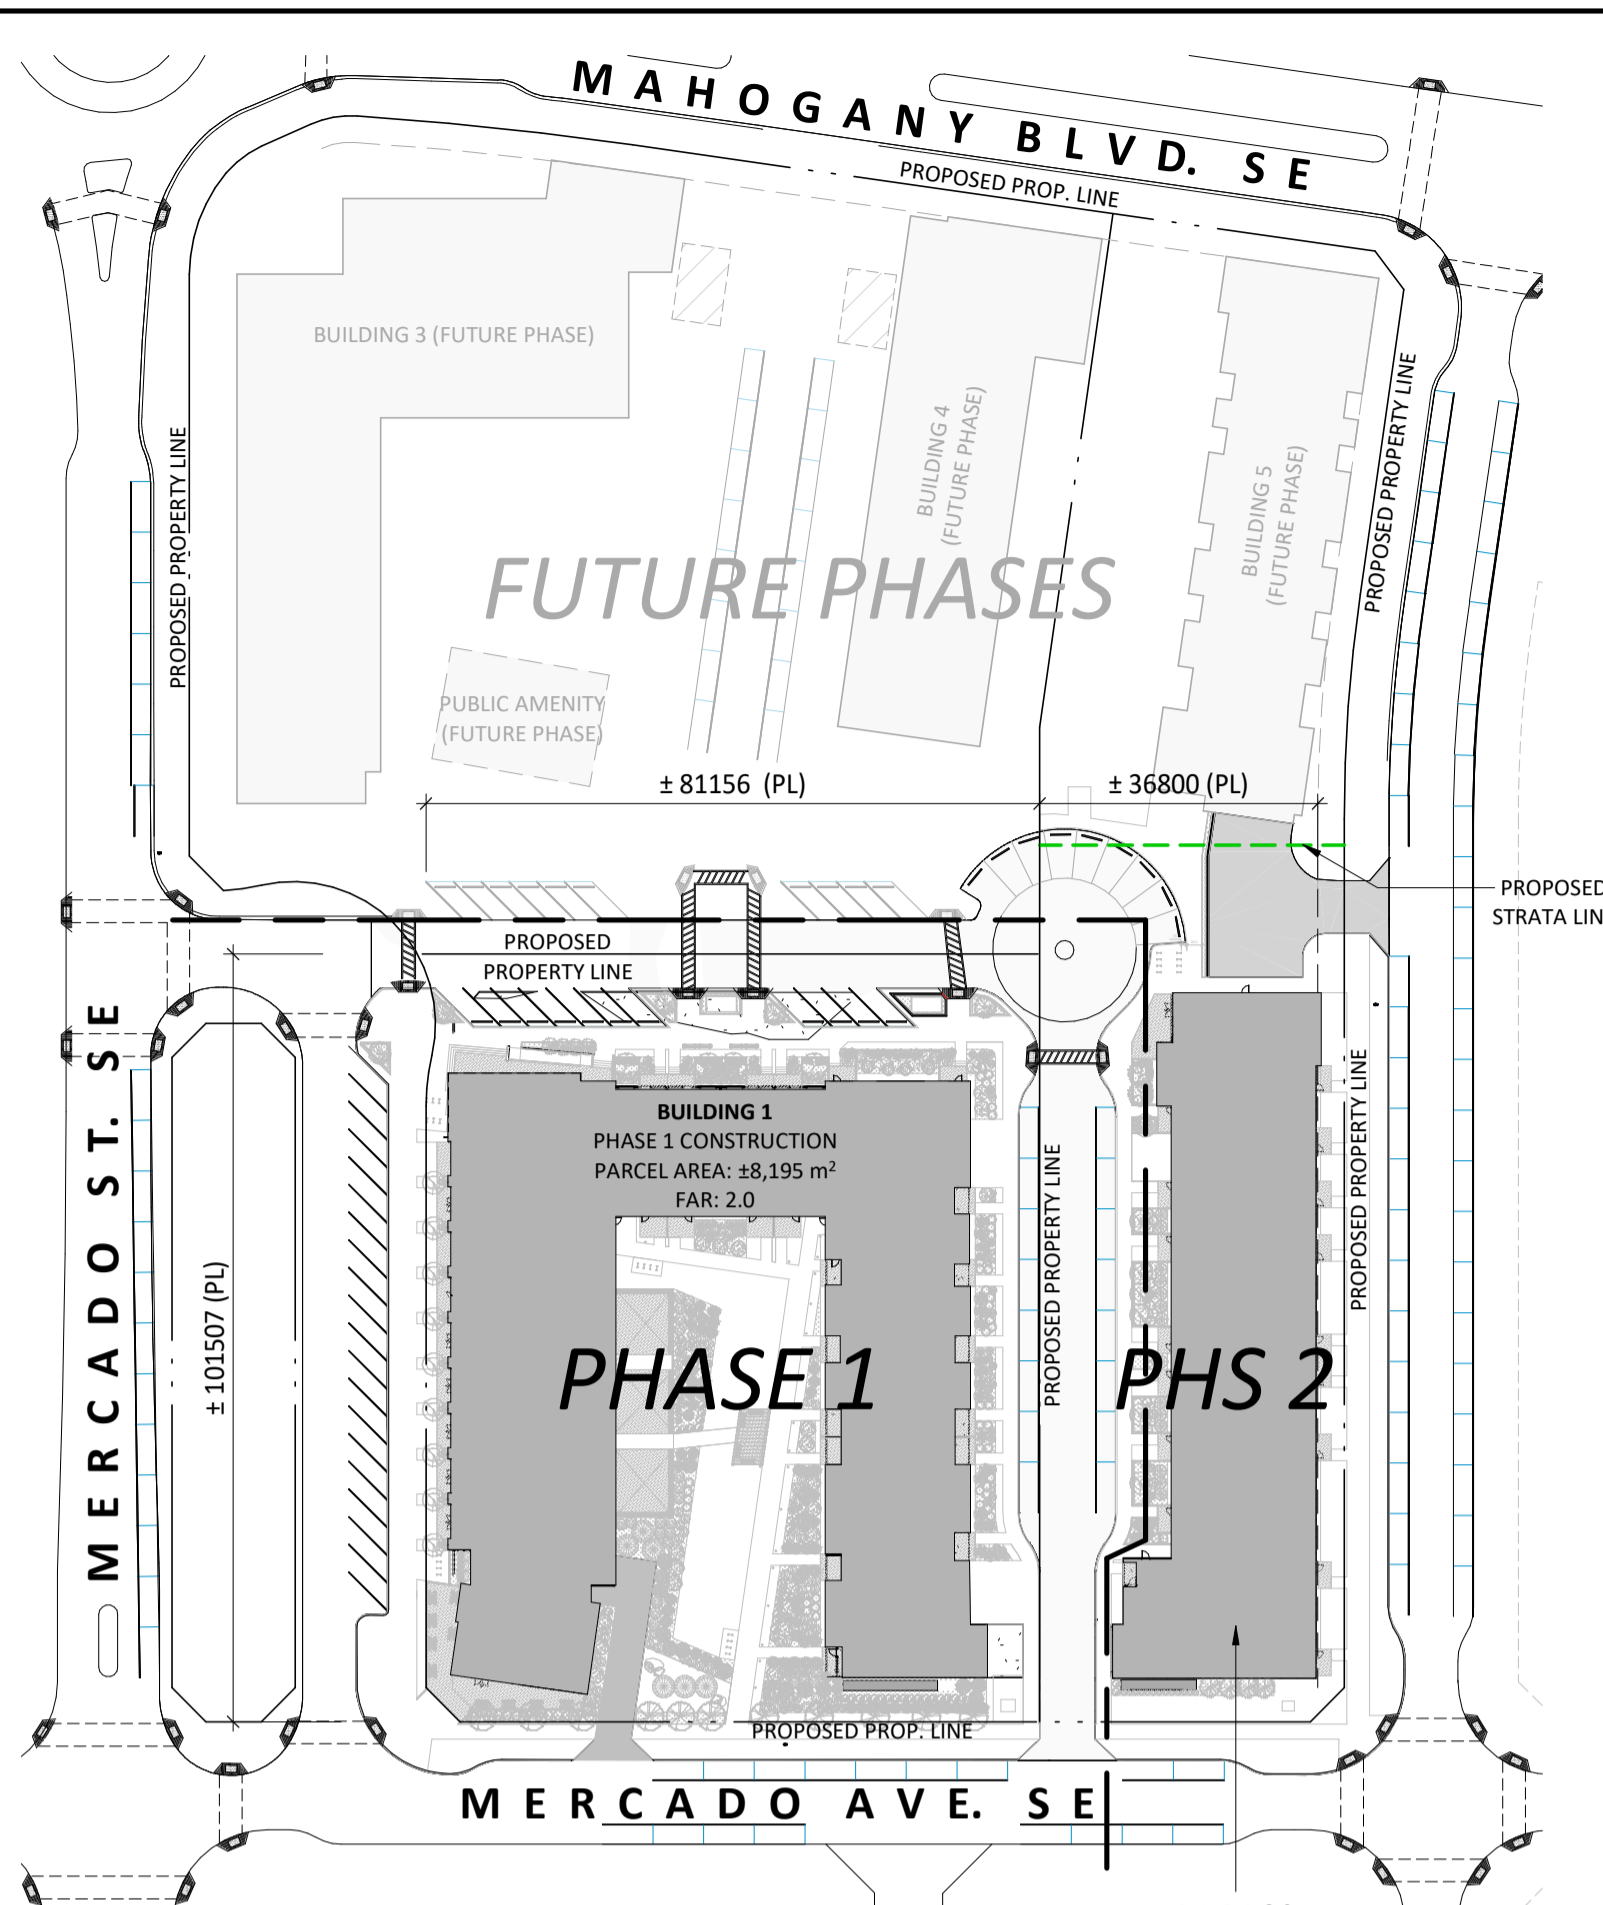 MAHOGANY BLVD. SE
PROPOSED PROP. LINE
BUILDING 3 (FUTURE PHASE)
BUILDING 4
(FUTURE PHASE)
BUILDING 5
(FUTURE PHASE)
PROPOSED PROPERTY LINE
PROPOSED PROPERTY LINE
FUTURE PHASES
PUBLIC AMENITY
(FUTURE PHASE)
± 81156 (PL)
± 36800 (PL)
PROPOSED
STRATA LIN
PROPOSED
PROPERTY LINE
MERCADO ST. SE
± 101507 (PL)
BUILDING 1
PHASE 1 CONSTRUCTION
PARCEL AREA: ±8,195 m²
FAR: 2.0
PROPOSED PROPERTY LINE
PROPOSED PROPERTY LINE
PHASE 1
PHS 2
PROPOSED PROP. LINE
MERCADO AVE. SE